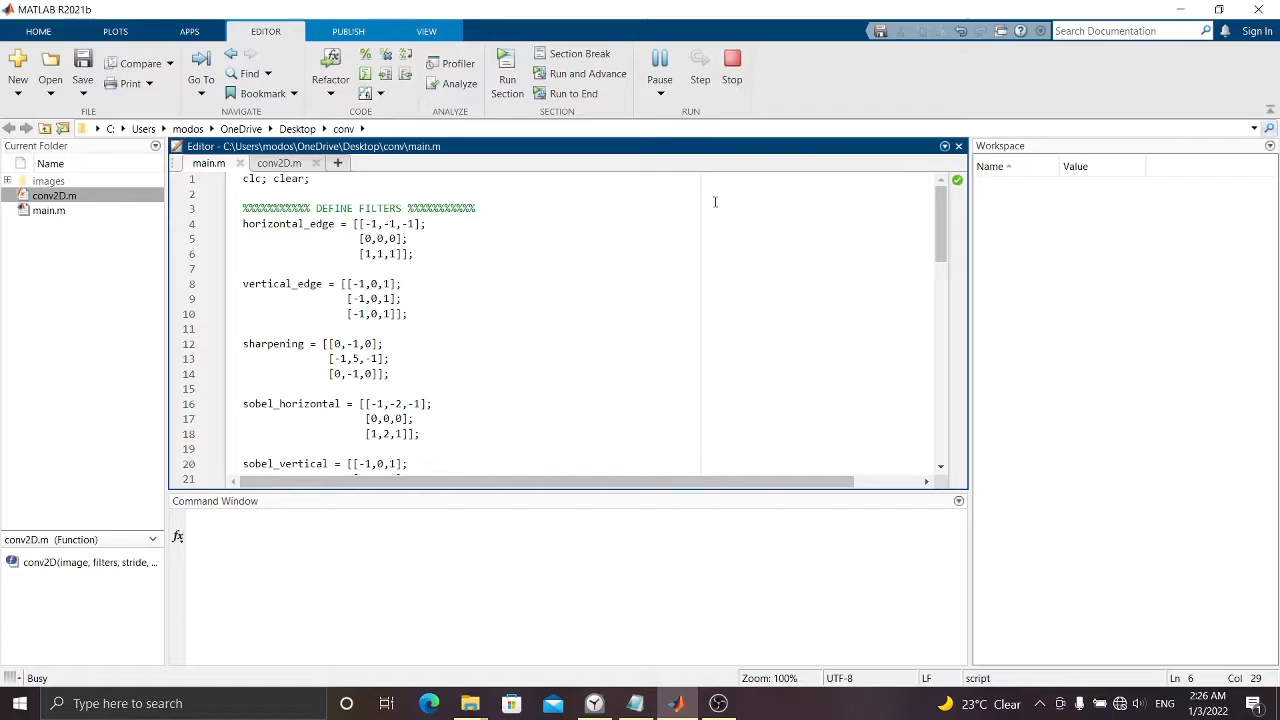 MATLAB R2021b
HOME PLOTS APPS EDITOR PUBLISH VIEW
Search Documentation
Sign In
New Open Save Compare Print
FILE
Go To Find Bookmark
NAVIGATE
Refactor
CODE
Profiler
Analyze
ANALYZE
Run Section
Section Break
Run and Advance
Run to End
SECTION
Pause Step Stop
RUN
C: Users modos OneDrive Desktop conv
Current Folder
Name
images
conv2D.m
main.m
conv2D.m (Function)
conv2D(image, filters, stride, ...
Editor - C:\Users\modos\OneDrive\Desktop\conv\main.m
main.m conv2D.m
1 clc; clear;
2
3 %%%%%%%%%%% DEFINE FILTERS %%%%%%%%%%%
4 horizontal_edge = [[-1,-1,-1];
5 [0,0,0];
6 [1,1,1]];
7
8 vertical_edge = [[-1,0,1];
9 [-1,0,1];
10 [-1,0,1]];
11
12 sharpening = [[0,-1,0];
13 [-1,5,-1];
14 [0,-1,0]];
15
16 sobel_horizontal = [[-1,-2,-1];
17 [0,0,0];
18 [1,2,1]];
19
20 sobel_vertical = [[-1,0,1];
21
Command Window
fx
Workspace
Name Value
Busy
Zoom: 100% UTF-8 LF script Ln 6 Col 29
Type here to search
23°C Clear
ENG
2:26 AM
1/3/2022